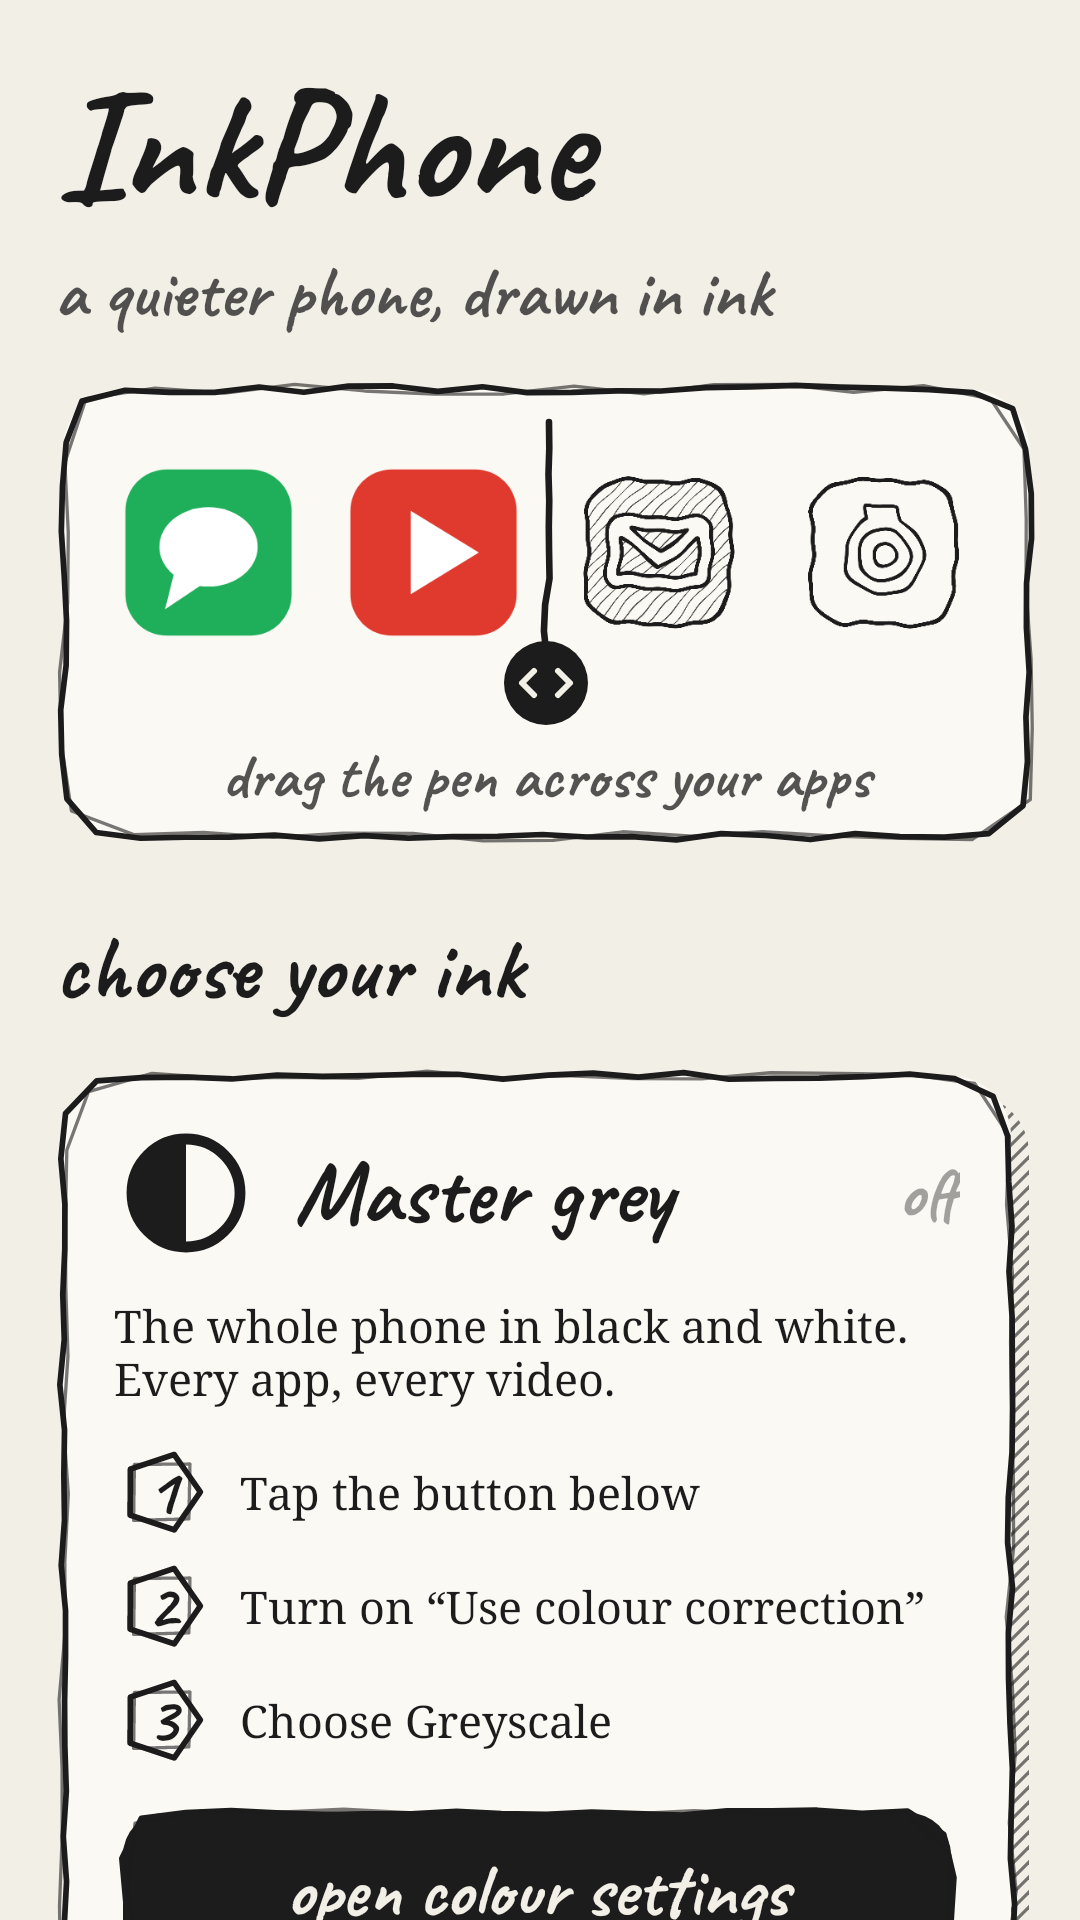 InkPhone
a quieter phone, drawn in ink
drag the pen across your apps
choose your ink
Master grey
off
The whole phone in black and white.
Every app, every video.
1 Tap the button below
2 Turn on “Use colour correction”
3 Choose Greyscale
open colour settings